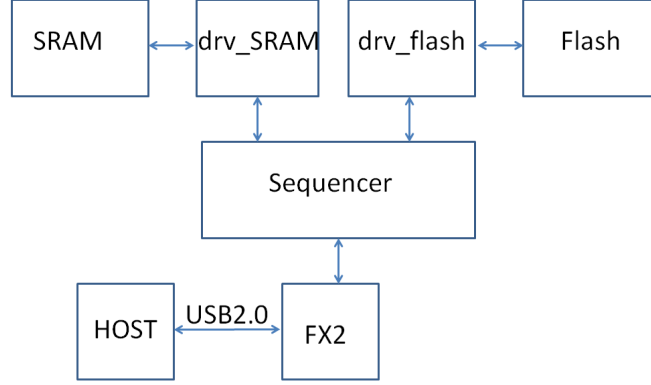 SRAM
drv_SRAM
drv_flash
Flash
Sequencer
HOST
USB2.0
FX2